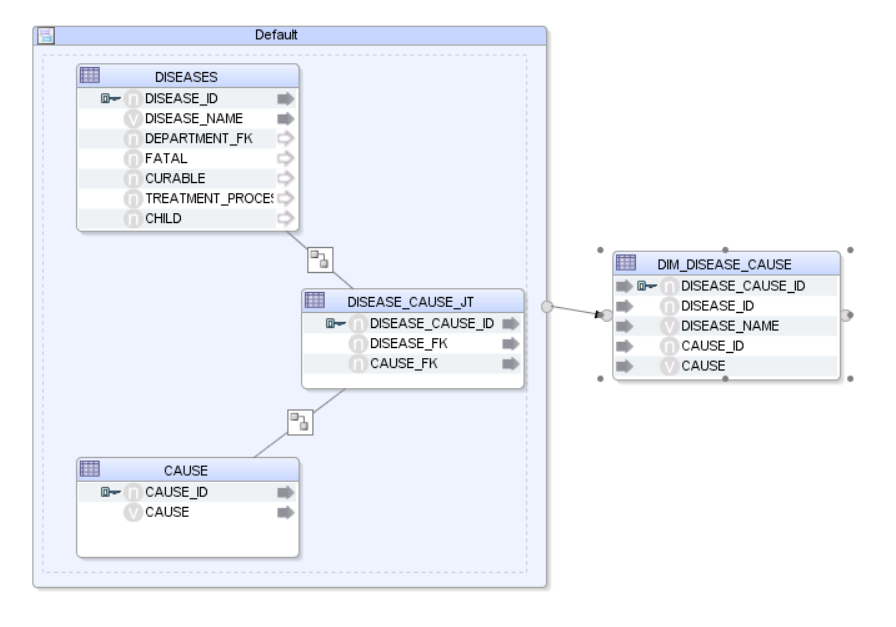 Default
DISEASES
n DISEASE_ID
V DISEASE_NAME
n DEPARTMENT_FK
n FATAL
n CURABLE
n TREATMENT_PROCES
n CHILD
DISEASE_CAUSE_JT
n DISEASE_CAUSE_ID
n DISEASE_FK
n CAUSE_FK
CAUSE
n CAUSE_ID
V CAUSE
DIM_DISEASE_CAUSE
n DISEASE_CAUSE_ID
n DISEASE_ID
V DISEASE_NAME
n CAUSE_ID
V CAUSE